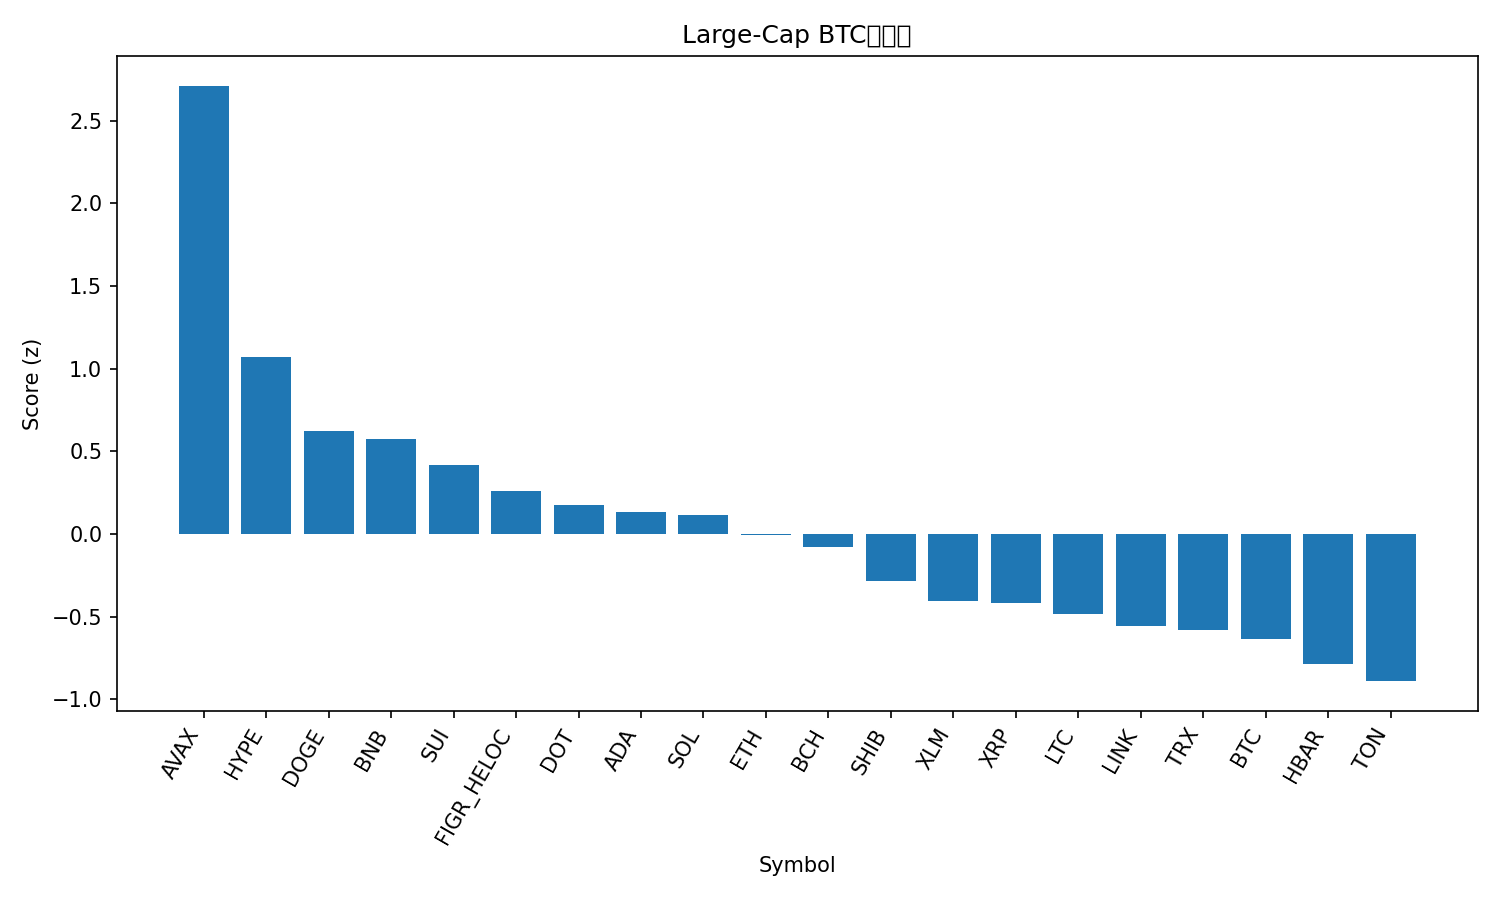 Large-Cap BTC
Score (z)
2.5
2.0
1.5
1.0
0.5
0.0
−0.5
−1.0
AVAX
HYPE
DOGE
BNB
SUI
FIGR_HELOC
DOT
ADA
SOL
ETH
BCH
SHIB
XLM
XRP
LTC
LINK
TRX
BTC
HBAR
TON
Symbol